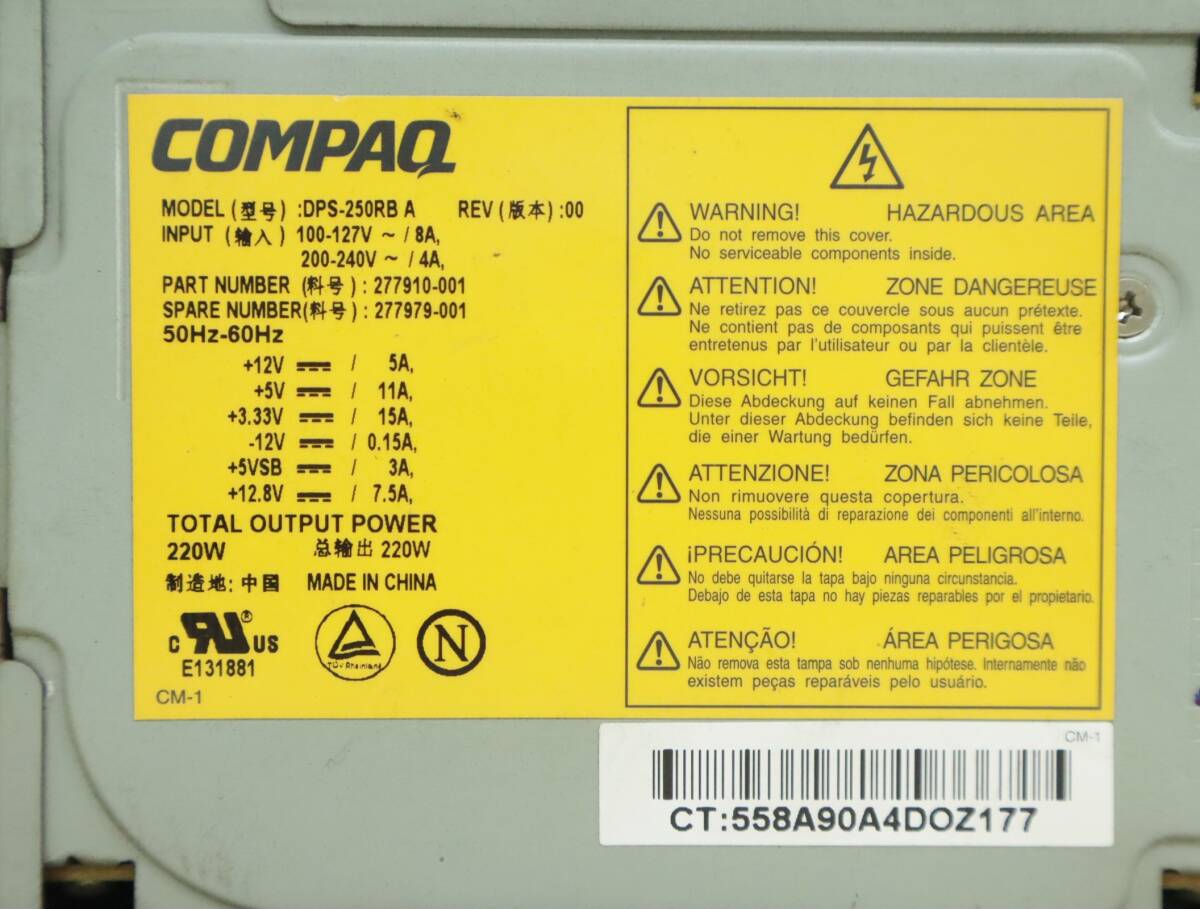 COMPAQ
MODEL (型号) :DPS-250RB A REV (版本) :00
INPUT (输入) 100-127V ~ / 8A,
200-240V ~ / 4A,
PART NUMBER (料号) : 277910-001
SPARE NUMBER(料号) : 277979-001
50Hz-60Hz
+12V / 5A,
+5V / 11A,
+3.33V / 15A,
-12V / 0.15A,
+5VSB / 3A,
+12.8V / 7.5A,
TOTAL OUTPUT POWER
220W 总输出 220W
制造地: 中国 MADE IN CHINA
C UR ® US
E131881
TÜV Rheinland
N
CM-1
WARNING! HAZARDOUS AREA
Do not remove this cover.
No serviceable components inside.
ATTENTION! ZONE DANGEREUSE
Ne retirez pas ce couvercle sous aucun prétexte.
Ne contient pas de composants qui puissent être
entretenus par l'utilisateur ou par la clientèle.
VORSICHT! GEFAHR ZONE
Diese Abdeckung auf keinen Fall abnehmen.
Unter dieser Abdeckung befinden sich keine Teile,
die einer Wartung bedürfen.
ATTENZIONE! ZONA PERICOLOSA
Non rimuovere questa copertura.
Nessuna possibilità di reparazione dei componenti all'interno.
¡PRECAUCIÓN! AREA PELIGROSA
No debe quitarse la tapa bajo ninguna circunstancia.
Debajo de esta tapa no hay piezas reparables por el propietario.
ATENÇÃO! ÁREA PERIGOSA
Não remova esta tampa sob nenhuma hipótese. Internamente não
existem peças reparáveis pelo usuário.
CM-1
CT:558A90A4DOZ177